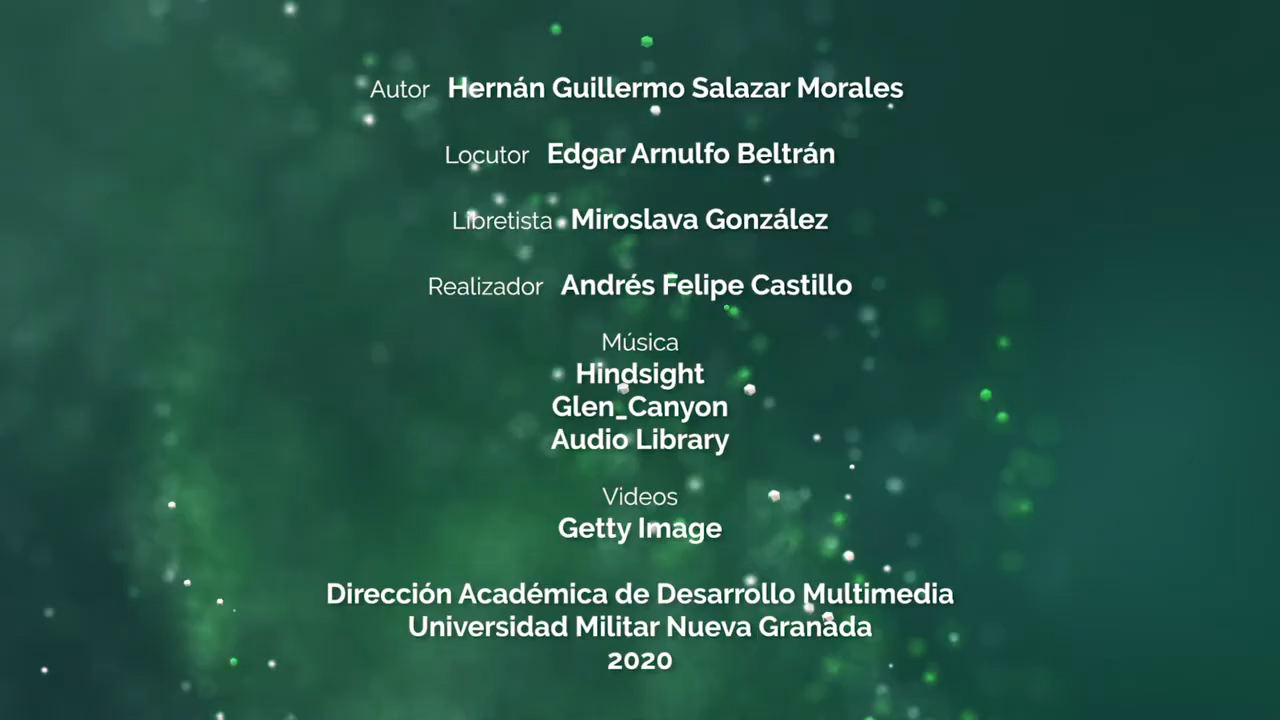 Autor Hernán Guillermo Salazar Morales
Locutor Edgar Arnulfo Beltrán
Libretista Miroslava González
Realizador Andrés Felipe Castillo
Música
Hindsight
Glen_Canyon
Audio Library
Videos
Getty Image
Dirección Académica de Desarrollo Multimedia
Universidad Militar Nueva Granada
2020